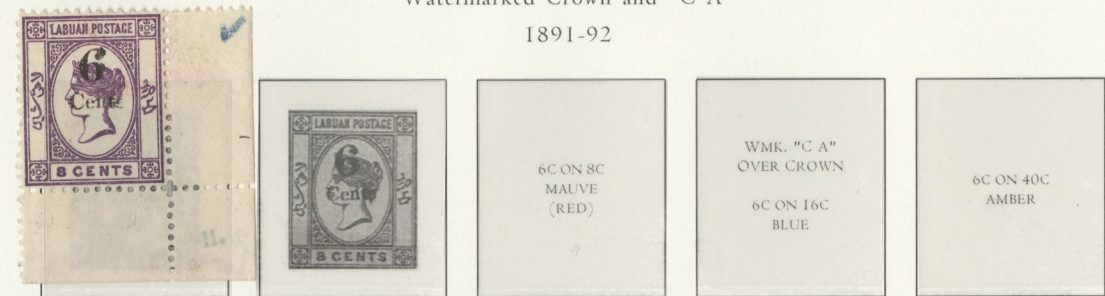 Watermarked Crown and "C A"
1891-92
LABUAN POSTAGE
6
Cents
8 CENTS
LABUAN POSTAGE
6
Cent
8 CENTS
6C ON 8C
MAUVE
(RED)
WMK. "C A"
OVER CROWN
6C ON 16C
BLUE
6C ON 40C
AMBER